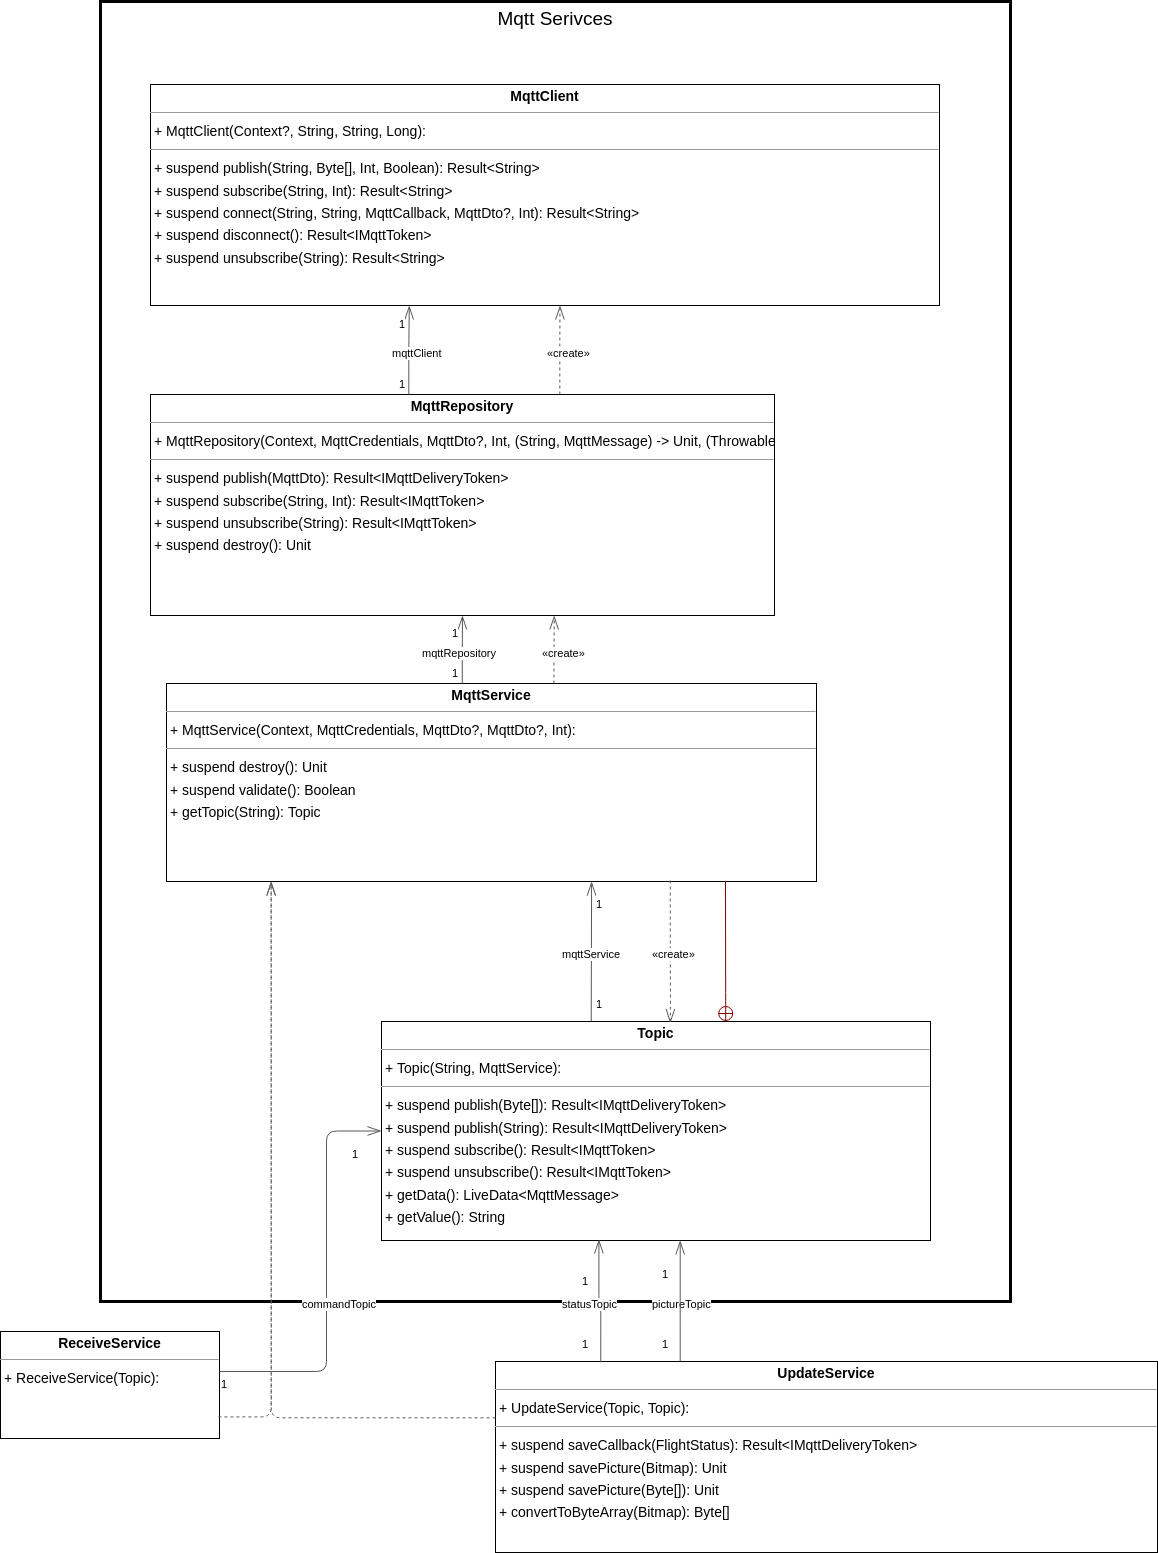 Mqtt Serivces
MqttClient
+ MqttClient(Context?, String, String, Long):
+ suspend publish(String, Byte[], Int, Boolean): Result<String>
+ suspend subscribe(String, Int): Result<String>
+ suspend connect(String, String, MqttCallback, MqttDto?, Int): Result<String>
+ suspend disconnect(): Result<IMqttToken>
+ suspend unsubscribe(String): Result<String>
1
mqttClient
«create»
1
MqttRepository
+ MqttRepository(Context, MqttCredentials, MqttDto?, Int, (String, MqttMessage) -> Unit, (Throwable
+ suspend publish(MqttDto): Result<IMqttDeliveryToken>
+ suspend subscribe(String, Int): Result<IMqttToken>
+ suspend unsubscribe(String): Result<IMqttToken>
+ suspend destroy(): Unit
1
mqttRepository
«create»
1
MqttService
+ MqttService(Context, MqttCredentials, MqttDto?, MqttDto?, Int):
+ suspend destroy(): Unit
+ suspend validate(): Boolean
+ getTopic(String): Topic
1
mqttService
«create»
1
Topic
+ Topic(String, MqttService):
+ suspend publish(Byte[]): Result<IMqttDeliveryToken>
+ suspend publish(String): Result<IMqttDeliveryToken>
+ suspend subscribe(): Result<IMqttToken>
+ suspend unsubscribe(): Result<IMqttToken>
+ getData(): LiveData<MqttMessage>
+ getValue(): String
1
1
1
commandTopic
statusTopic
pictureTopic
1
1
ReceiveService
+ ReceiveService(Topic):
1
UpdateService
+ UpdateService(Topic, Topic):
+ suspend saveCallback(FlightStatus): Result<IMqttDeliveryToken>
+ suspend savePicture(Bitmap): Unit
+ suspend savePicture(Byte[]): Unit
+ convertToByteArray(Bitmap): Byte[]